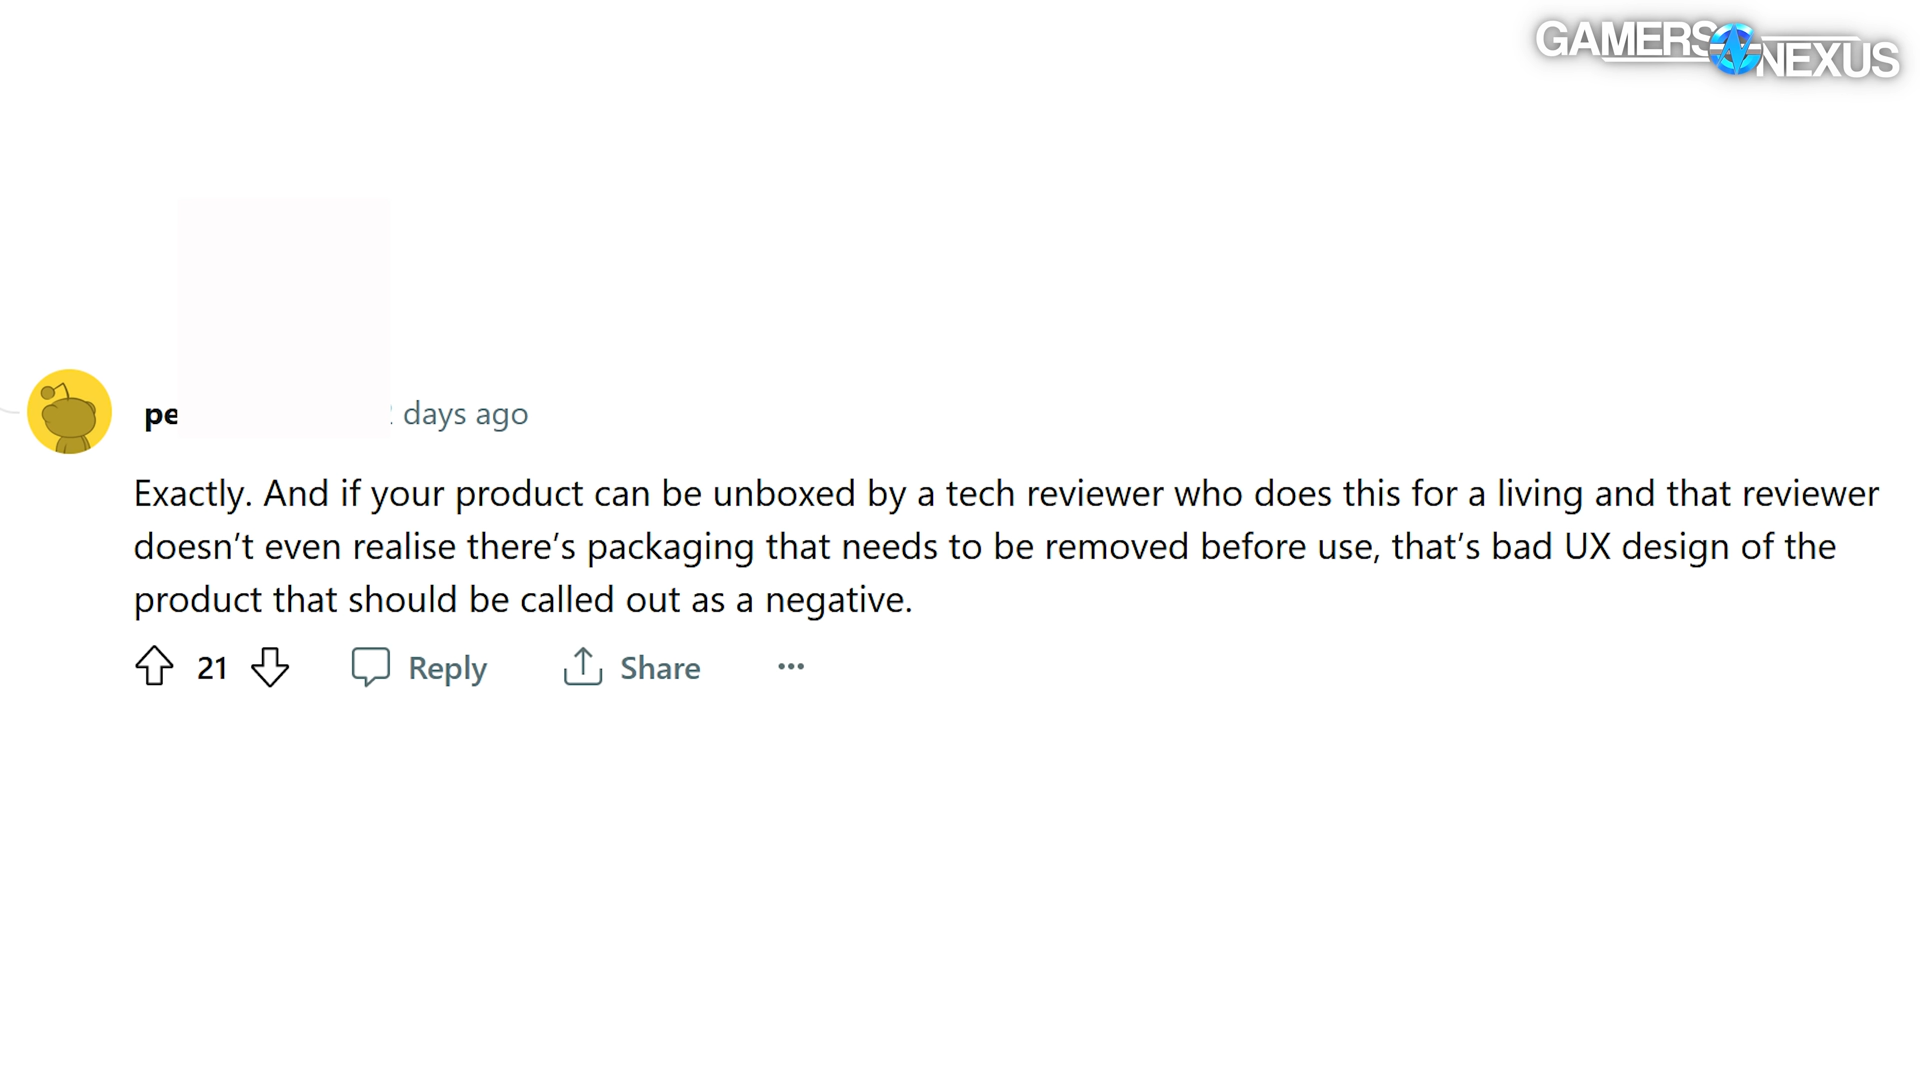 GAMERS NEXUS
pe
days ago
Exactly. And if your product can be unboxed by a tech reviewer who does this for a living and that reviewer
doesn’t even realise there’s packaging that needs to be removed before use, that’s bad UX design of the
product that should be called out as a negative.
21 Reply Share